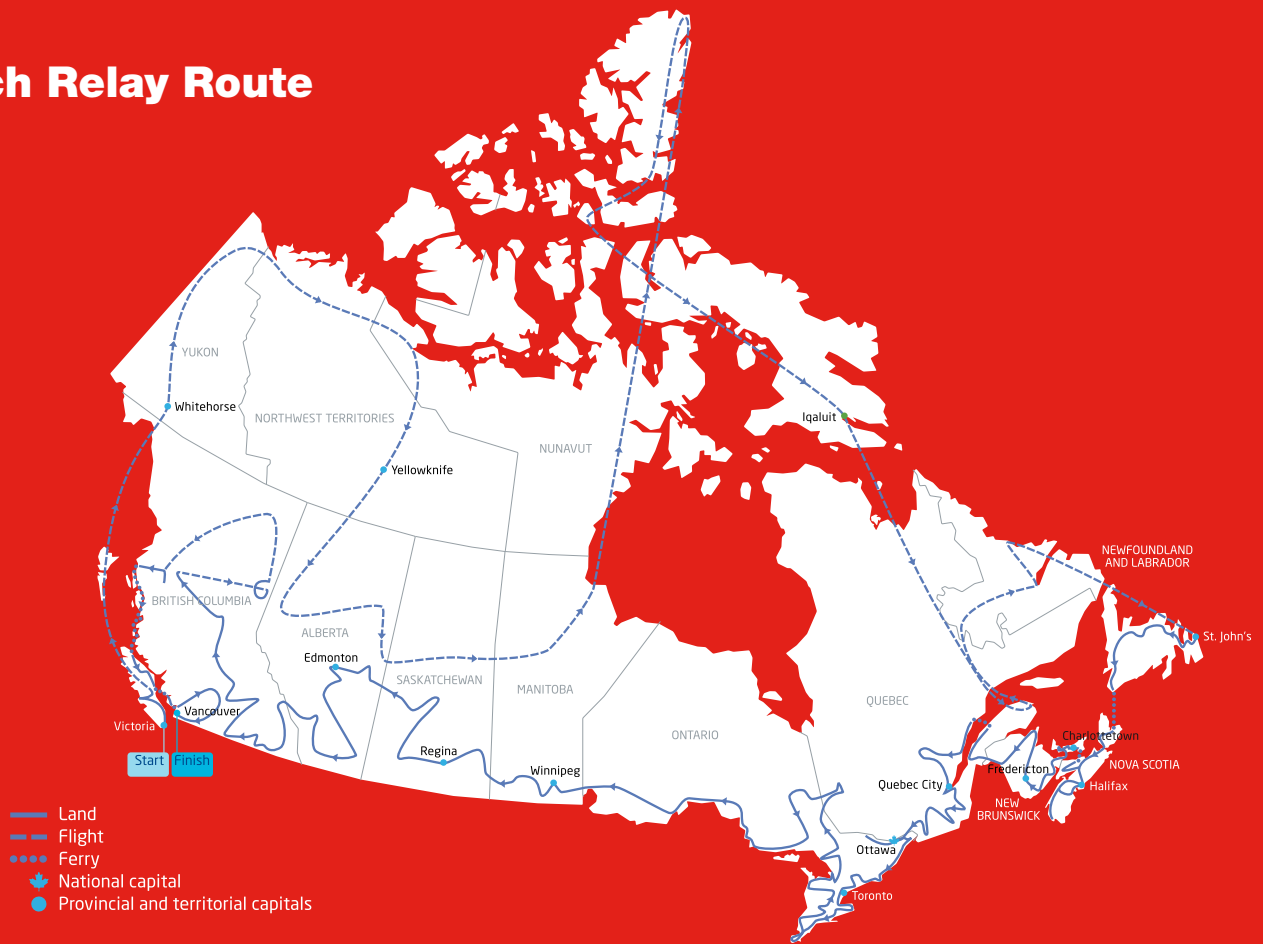 ch Relay Route
YUKON
Whitehorse
NORTHWEST TERRITORIES
Yellowknife
NUNAVUT
Iqaluit
BRITISH COLUMBIA
ALBERTA
Edmonton
SASKATCHEWAN
MANITOBA
Vancouver
Victoria
Start
Finish
Regina
Winnipeg
ONTARIO
QUEBEC
NEWFOUNDLAND
AND LABRADOR
St. John's
Charlottetown
Fredericton
NOVA SCOTIA
Quebec City
Halifax
NEW
BRUNSWICK
Ottawa
Toronto
Land
Flight
Ferry
National capital
Provincial and territorial capitals